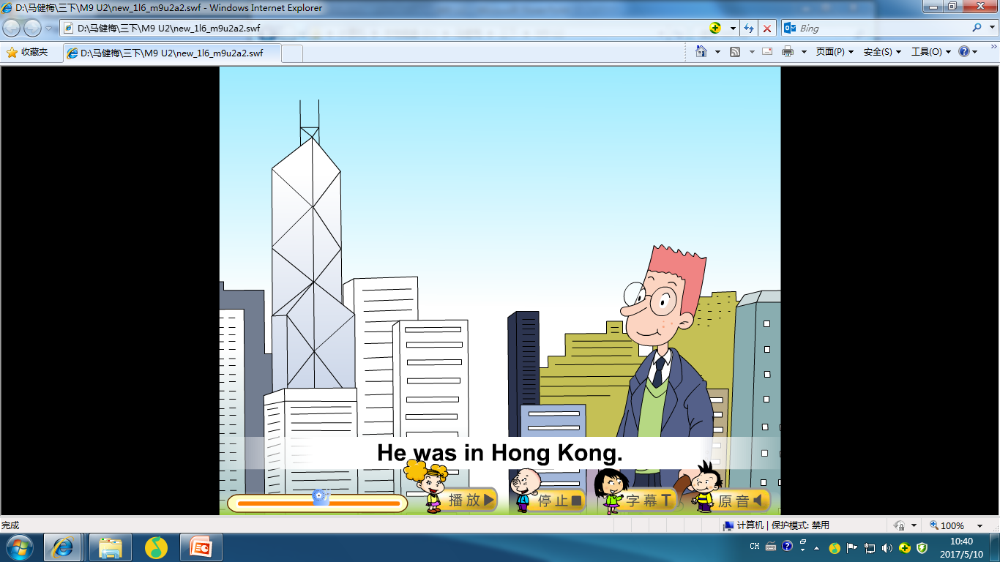 D:\马健梅\三下\M9 U2\new_1l6_m9u2a2.swf - Windows Internet Explorer
D:\马健梅\三下\M9 U2\new_1l6_m9u2a2.swf
Bing
收藏夹
D:\马健梅\三下\M9 U2\new_1l6_m9u2a2.swf
页面(P)
安全(S)
工具(O)
He was in Hong Kong.
播放
停止
字幕 T
原音
完成
计算机 | 保护模式: 禁用
100%
CH
10:40
2017/5/10